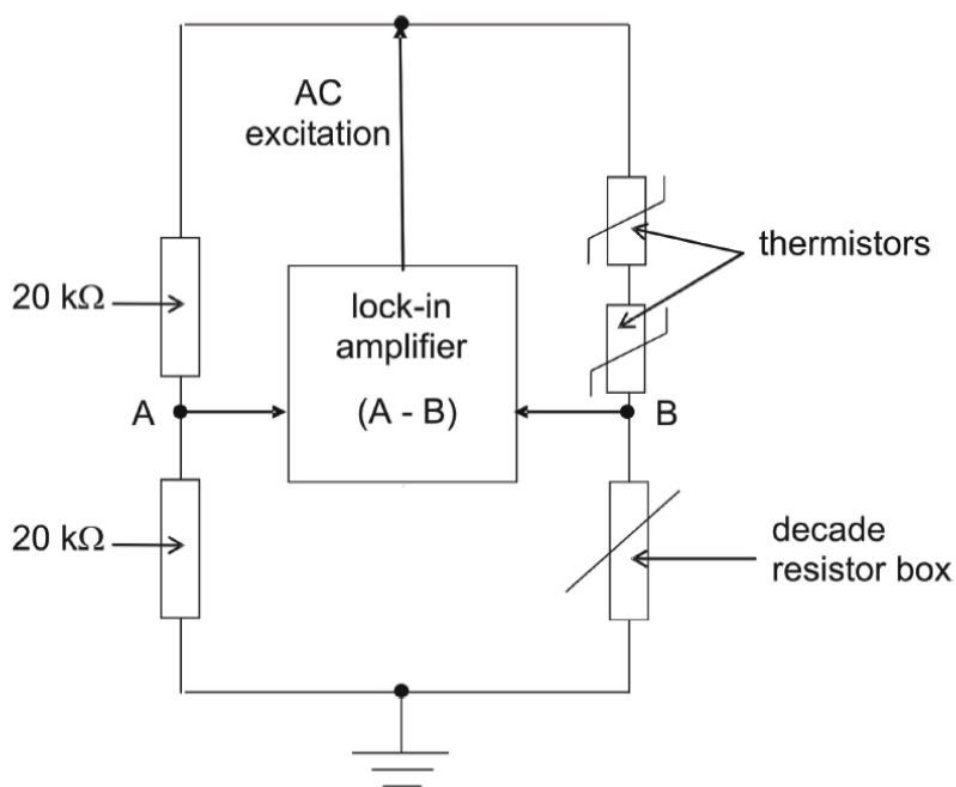 AC
excitation
thermistors
20 kΩ
lock-in
amplifier
A
(A - B)
B
20 kΩ
decade
resistor box